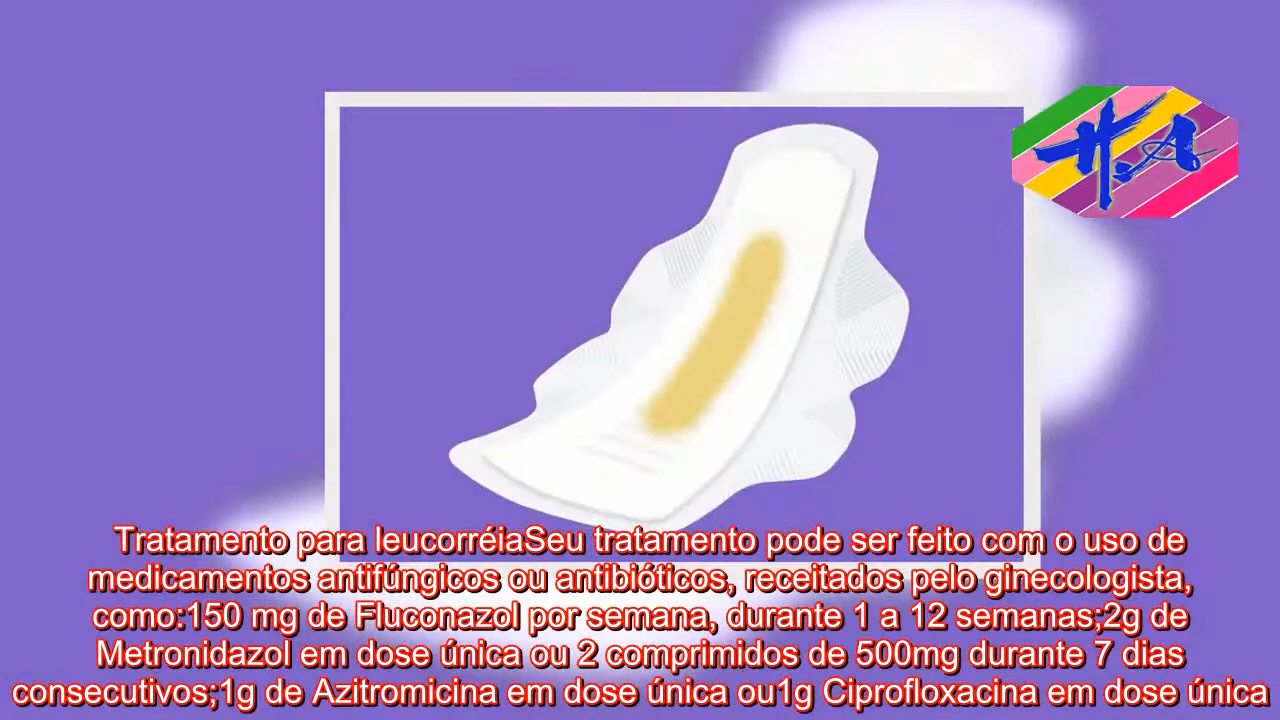 H.A
Tratamento para leucorréiaSeu tratamento pode ser feito com o uso de
medicamentos antifúngicos ou antibióticos, receitados pelo ginecologista,
como:150 mg de Fluconazol por semana, durante 1 a 12 semanas;2g de
Metronidazol em dose única ou 2 comprimidos de 500mg durante 7 dias
consecutivos;1g de Azitromicina em dose única ou1g Ciprofloxacina em dose única